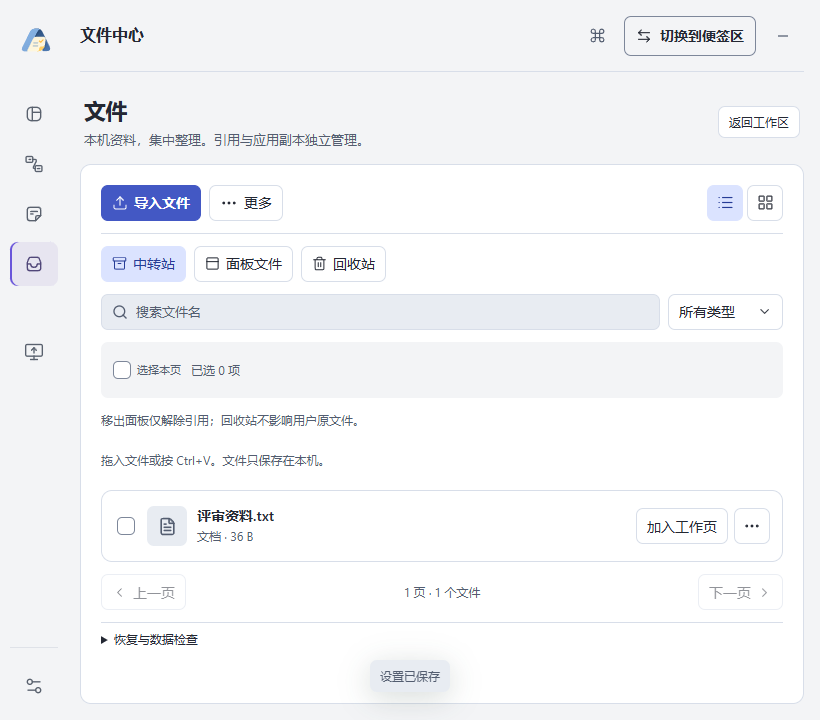 文件中心
⌘ 切换到便签区
文件
本机资料，集中整理。引用与应用副本独立管理。
返回工作区
导入文件 ··· 更多
中转站 面板文件 回收站
搜索文件名 所有类型
选择本页 已选 0 项
移出面板仅解除引用；回收站不影响用户原文件。
拖入文件或按 Ctrl+V。文件只保存在本机。
评审资料.txt
文档 · 36 B
加入工作页 ···
上一页 1 页 · 1 个文件 下一页
恢复与数据检查
设置已保存